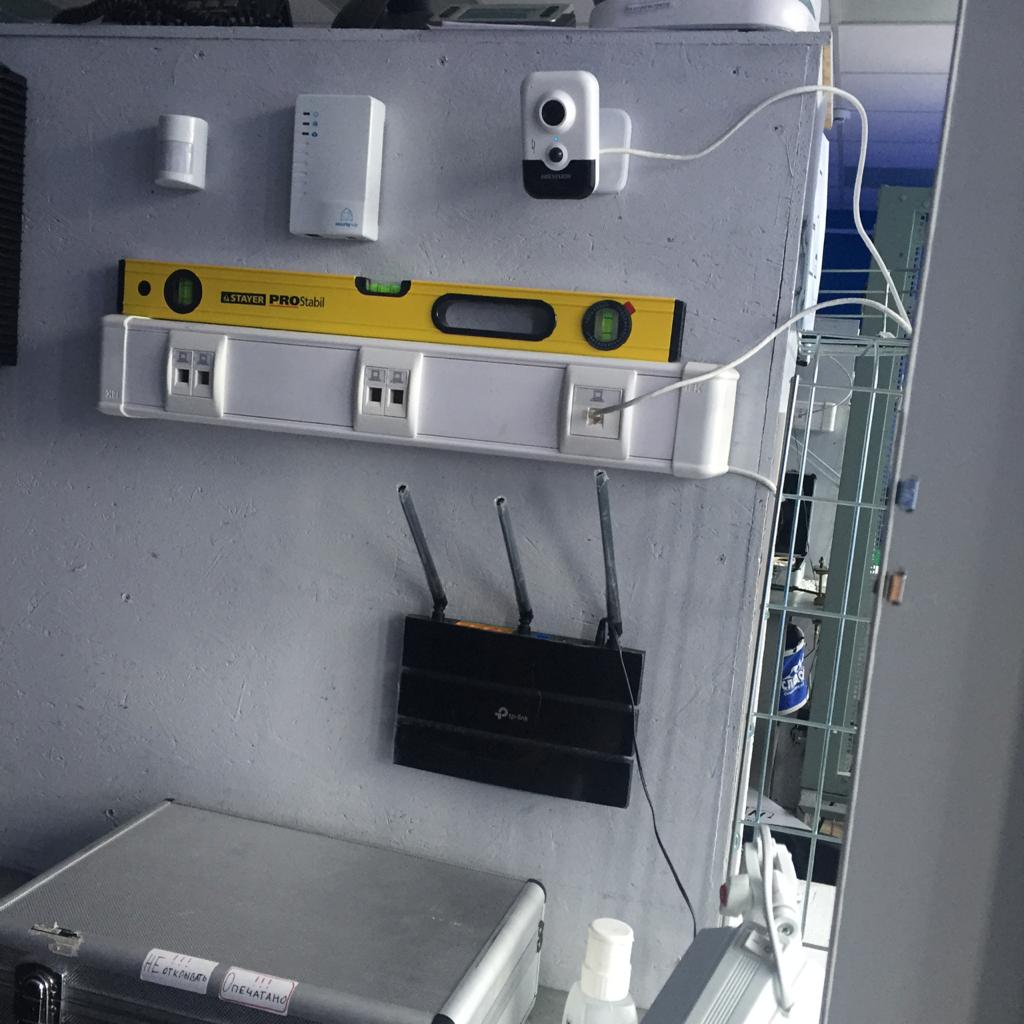 HIKVISION
STAYER PROStabil
tp-link
!!!
НЕ ОТКРЫВАТЬ
!!!
ОПЕЧАТАНО